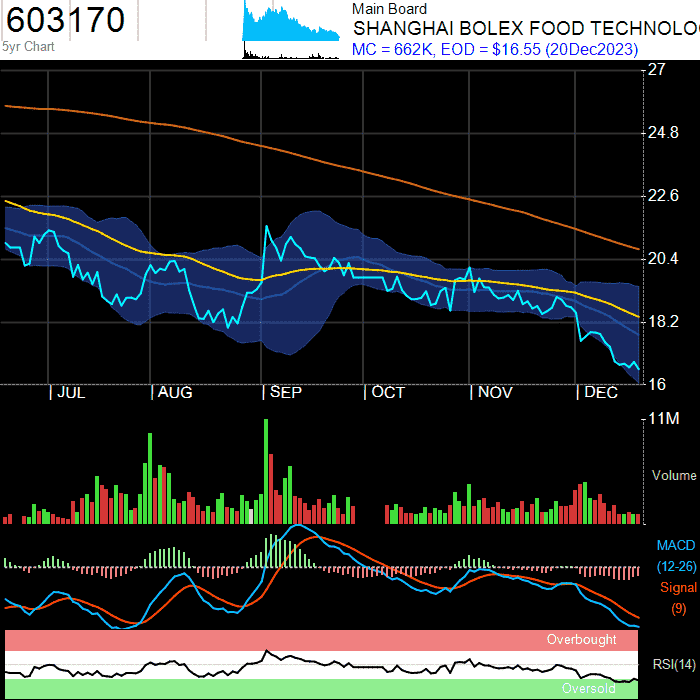 603170
5yr Chart
Main Board
SHANGHAI BOLEX FOOD TECHNOLO
MC = 662K, EOD = $16.55 (20Dec2023)
27
24.8
22.6
20.4
18.2
16
JUL
AUG
SEP
OCT
NOV
DEC
11M
Volume
MACD
(12-26)
Signal
(9)
Overbought
RSI(14)
Oversold